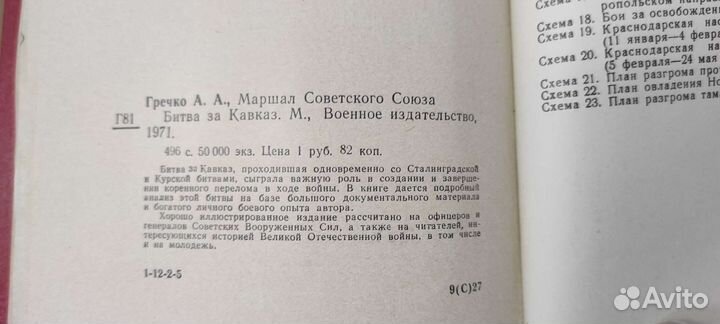 Гречко А. А., Маршал Советского Союза
Г81 Битва за Кавказ. М., Военное издательство,
1971.
496 с. 50 000 экз. Цена 1 руб. 82 коп.
Битва за Кавказ, проходившая одновременно со Сталинградской
и Курской битвами, сыграла важную роль в создании и заверше-
нии коренного перелома в ходе войны. В книге дается подробный
анализ этой битвы на базе большого документального материала
и богатого личного боевого опыта автора.
Хорошо иллюстрированное издание рассчитано на офицеров и
генералов Советских Вооруженных Сил, а также на читателей, инте-
ресующихся историей Великой Отечественной войны, в том числе
и на молодежь.
1-12-2-5
9(С)27
Схема 18. Бои за освобожден
Схема 19. Краснодарская нас
(11 января—4 февра
Схема 20. Краснодарская на
(5 февраля—24 мая
Схема 21. План разгрома про
Схема 22. План овладения Но
Схема 23. План разгрома там
Avito